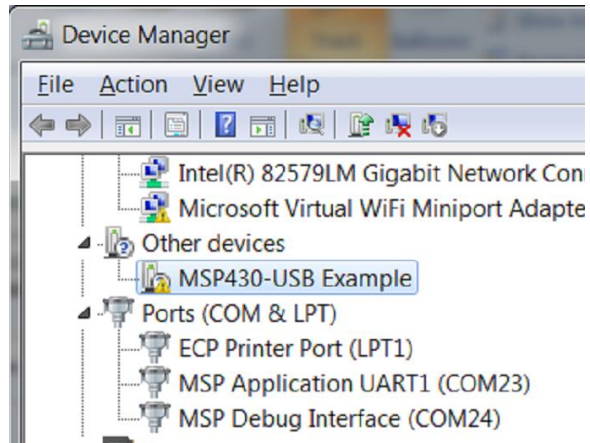 Device Manager
File Action View Help
Intel(R) 82579LM Gigabit Network Con
Microsoft Virtual WiFi Miniport Adapte
Other devices
MSP430-USB Example
Ports (COM & LPT)
ECP Printer Port (LPT1)
MSP Application UART1 (COM23)
MSP Debug Interface (COM24)